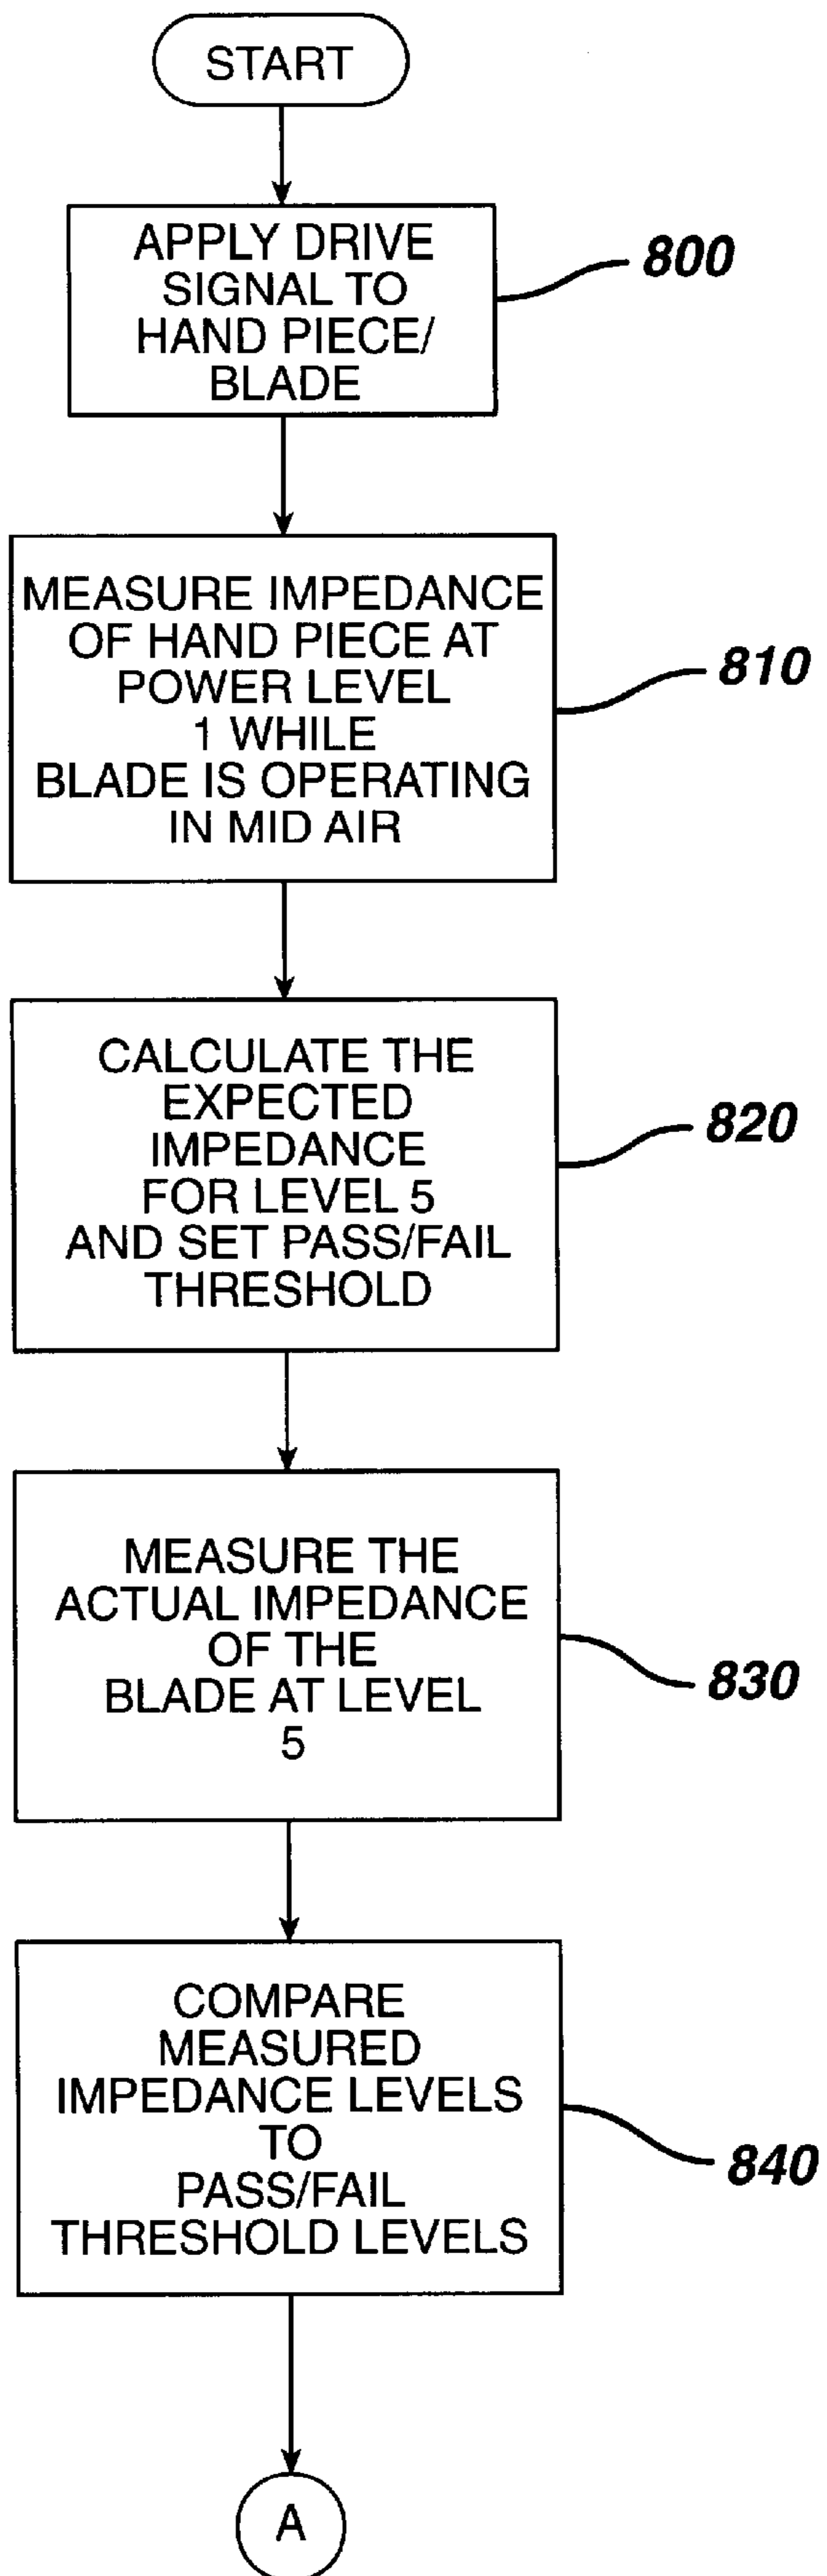 START
APPLY DRIVE
SIGNAL TO
HAND PIECE/
BLADE
800
MEASURE IMPEDANCE
OF HAND PIECE AT
POWER LEVEL
1 WHILE
BLADE IS OPERATING
IN MID AIR
810
CALCULATE THE
EXPECTED
IMPEDANCE
FOR LEVEL 5
AND SET PASS/FAIL
THRESHOLD
820
MEASURE THE
ACTUAL IMPEDANCE
OF THE
BLADE AT LEVEL
5
830
COMPARE
MEASURED
IMPEDANCE LEVELS
TO
PASS/FAIL
THRESHOLD LEVELS
840
A